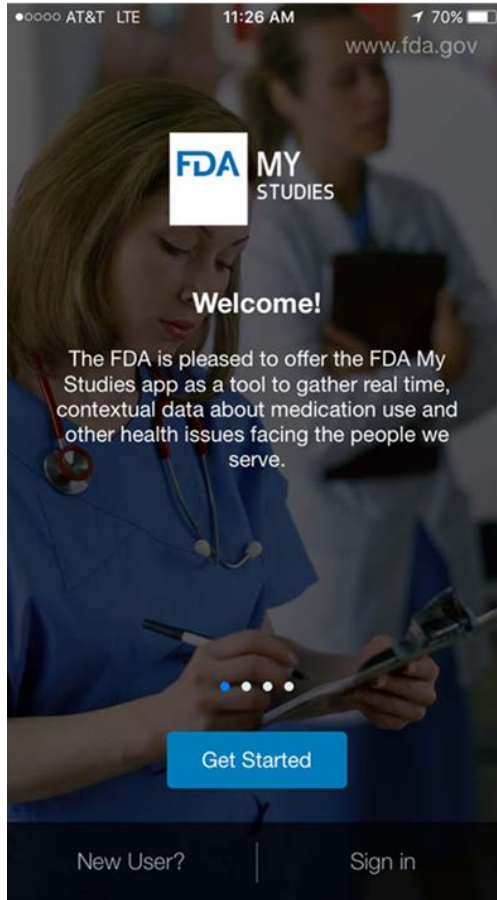 AT&T LTE 11:26 AM 70%
www.fda.gov
FDA MY
STUDIES
Welcome!
The FDA is pleased to offer the FDA My
Studies app as a tool to gather real time,
contextual data about medication use and
other health issues facing the people we
serve.
Get Started
New User? | Sign in